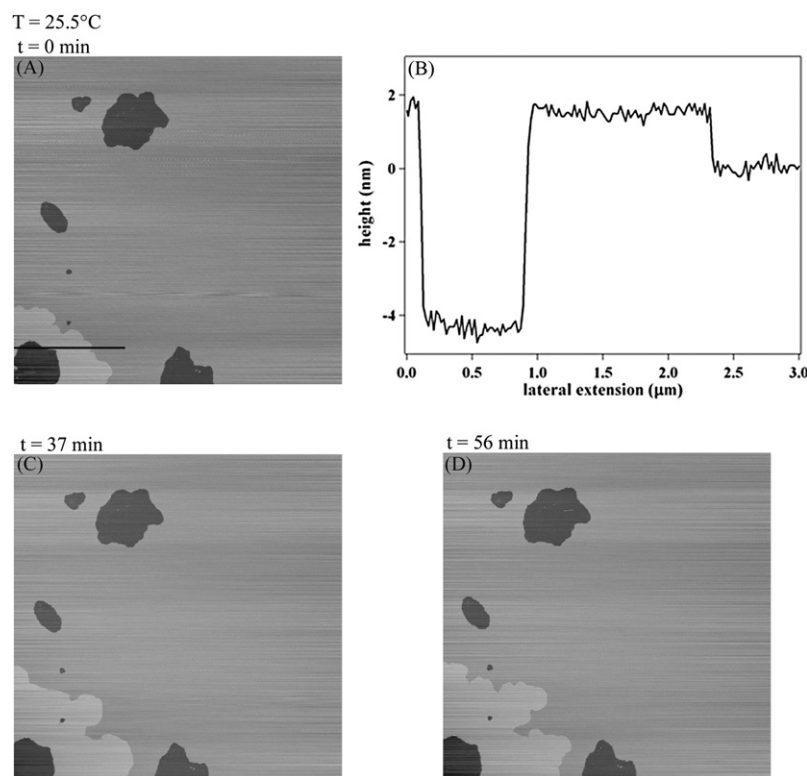 T = 25.5°C
t = 0 min
(A)
(B)
2
0
-2
-4
height (nm)
0.0 0.5 1.0 1.5 2.0 2.5 3.0
lateral extension (μm)
t = 37 min
(C)
t = 56 min
(D)